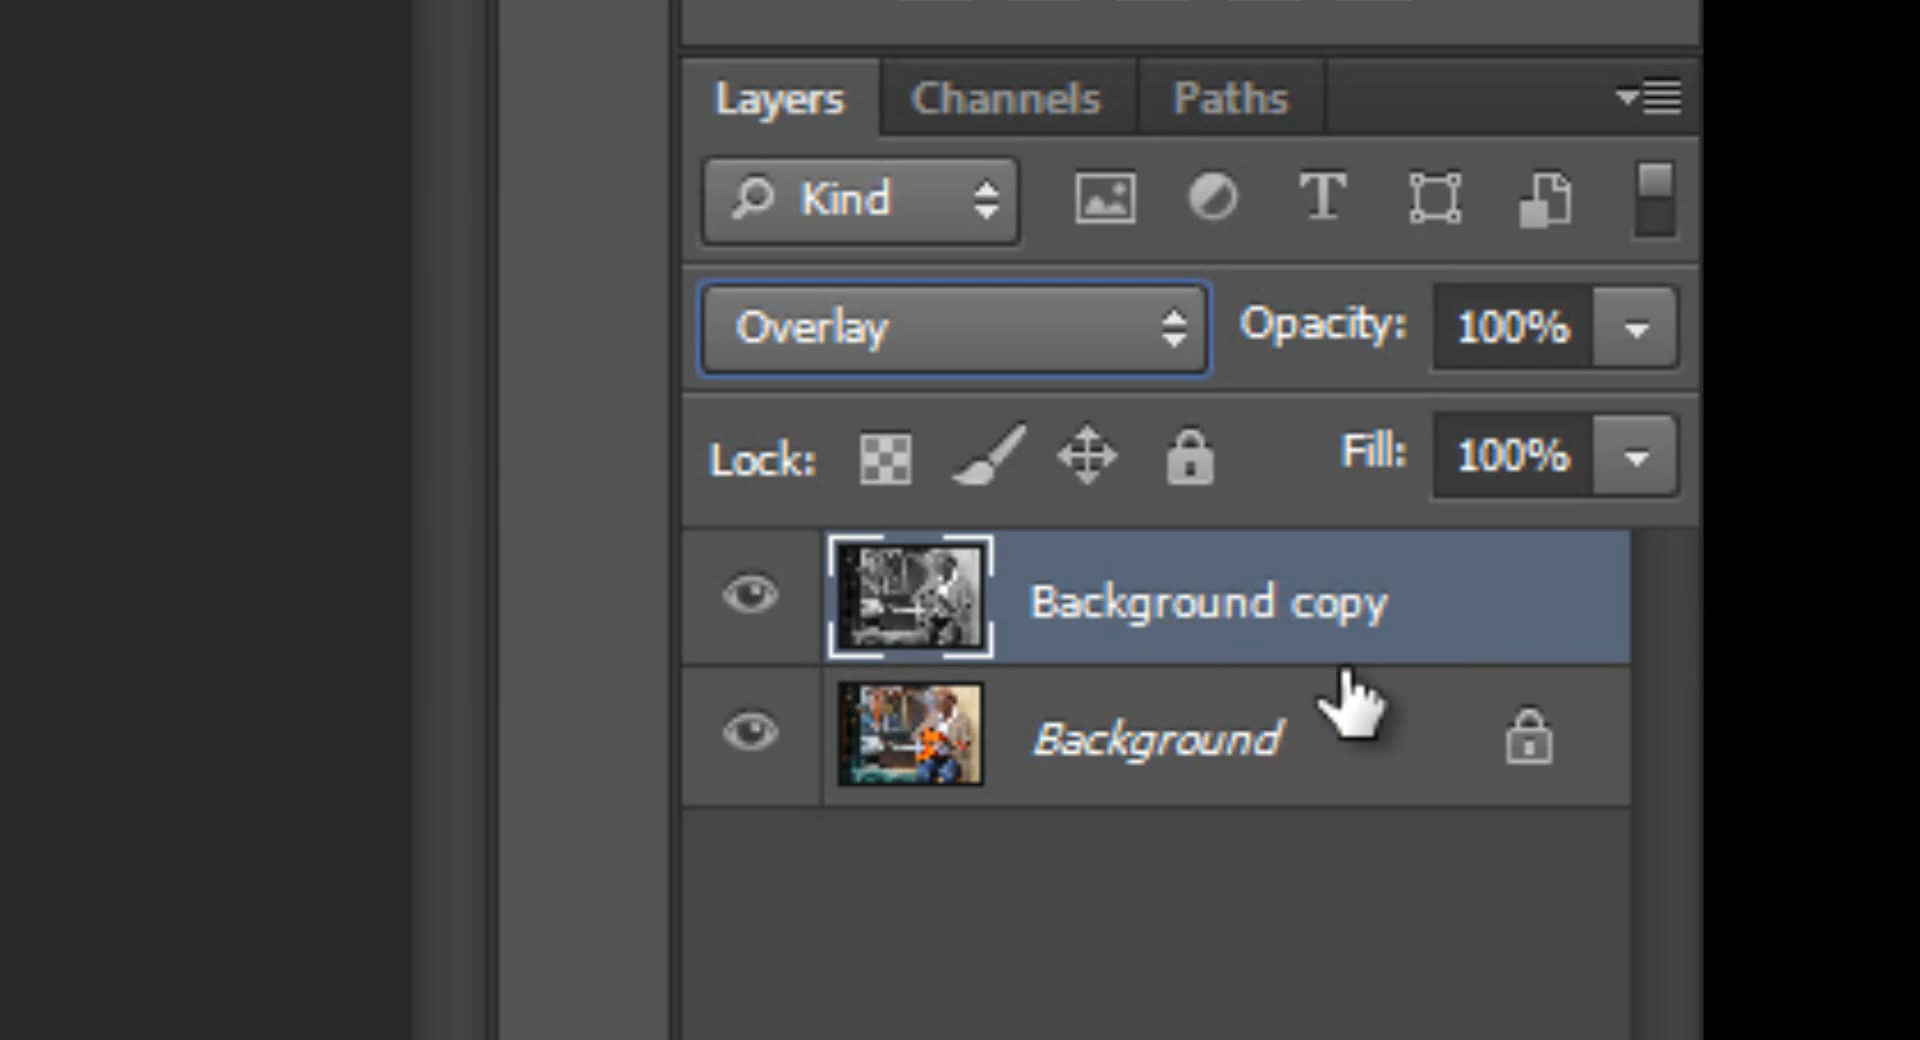 Layers Channels Paths
Kind
Overlay Opacity: 100%
Lock: Fill: 100%
Background copy
Background